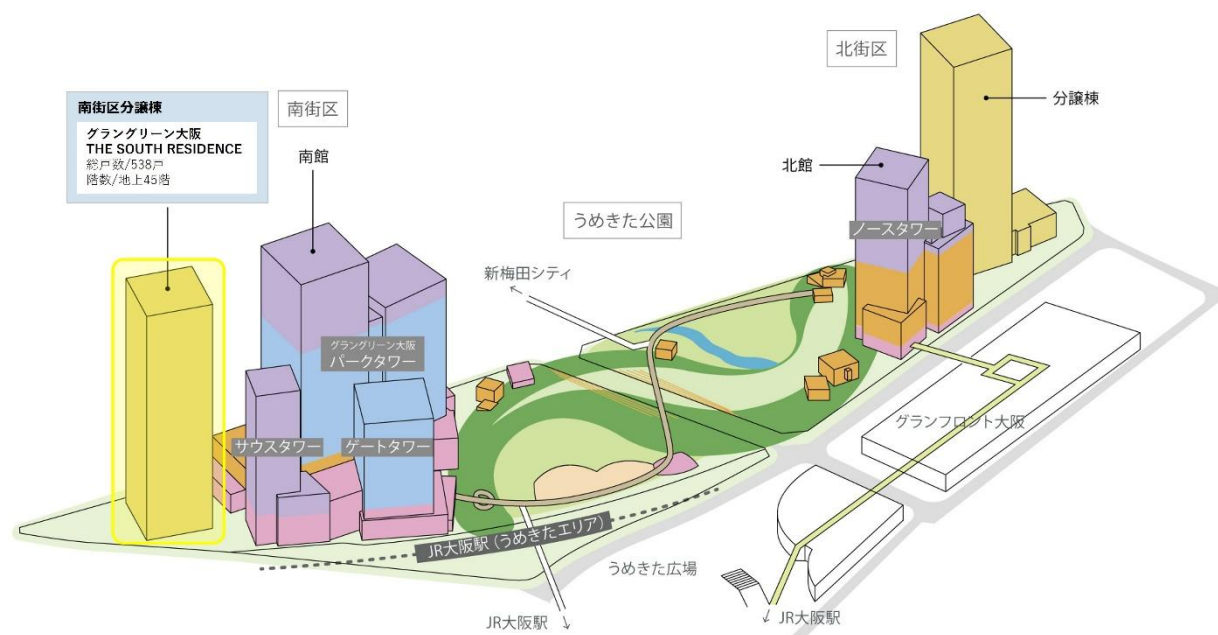 南街区分譲棟
グラングリーン大阪
THE SOUTH RESIDENCE
総戸数/538戸
階数/地上45階
南街区
南館
北街区
分譲棟
北館
ノースタワー
うめきた公園
新梅田シティ
グラングリーン大阪
パークタワー
サウスタワー
ゲートタワー
グランフロント大阪
JR大阪駅（うめきたエリア）
うめきた広場
JR大阪駅
JR大阪駅